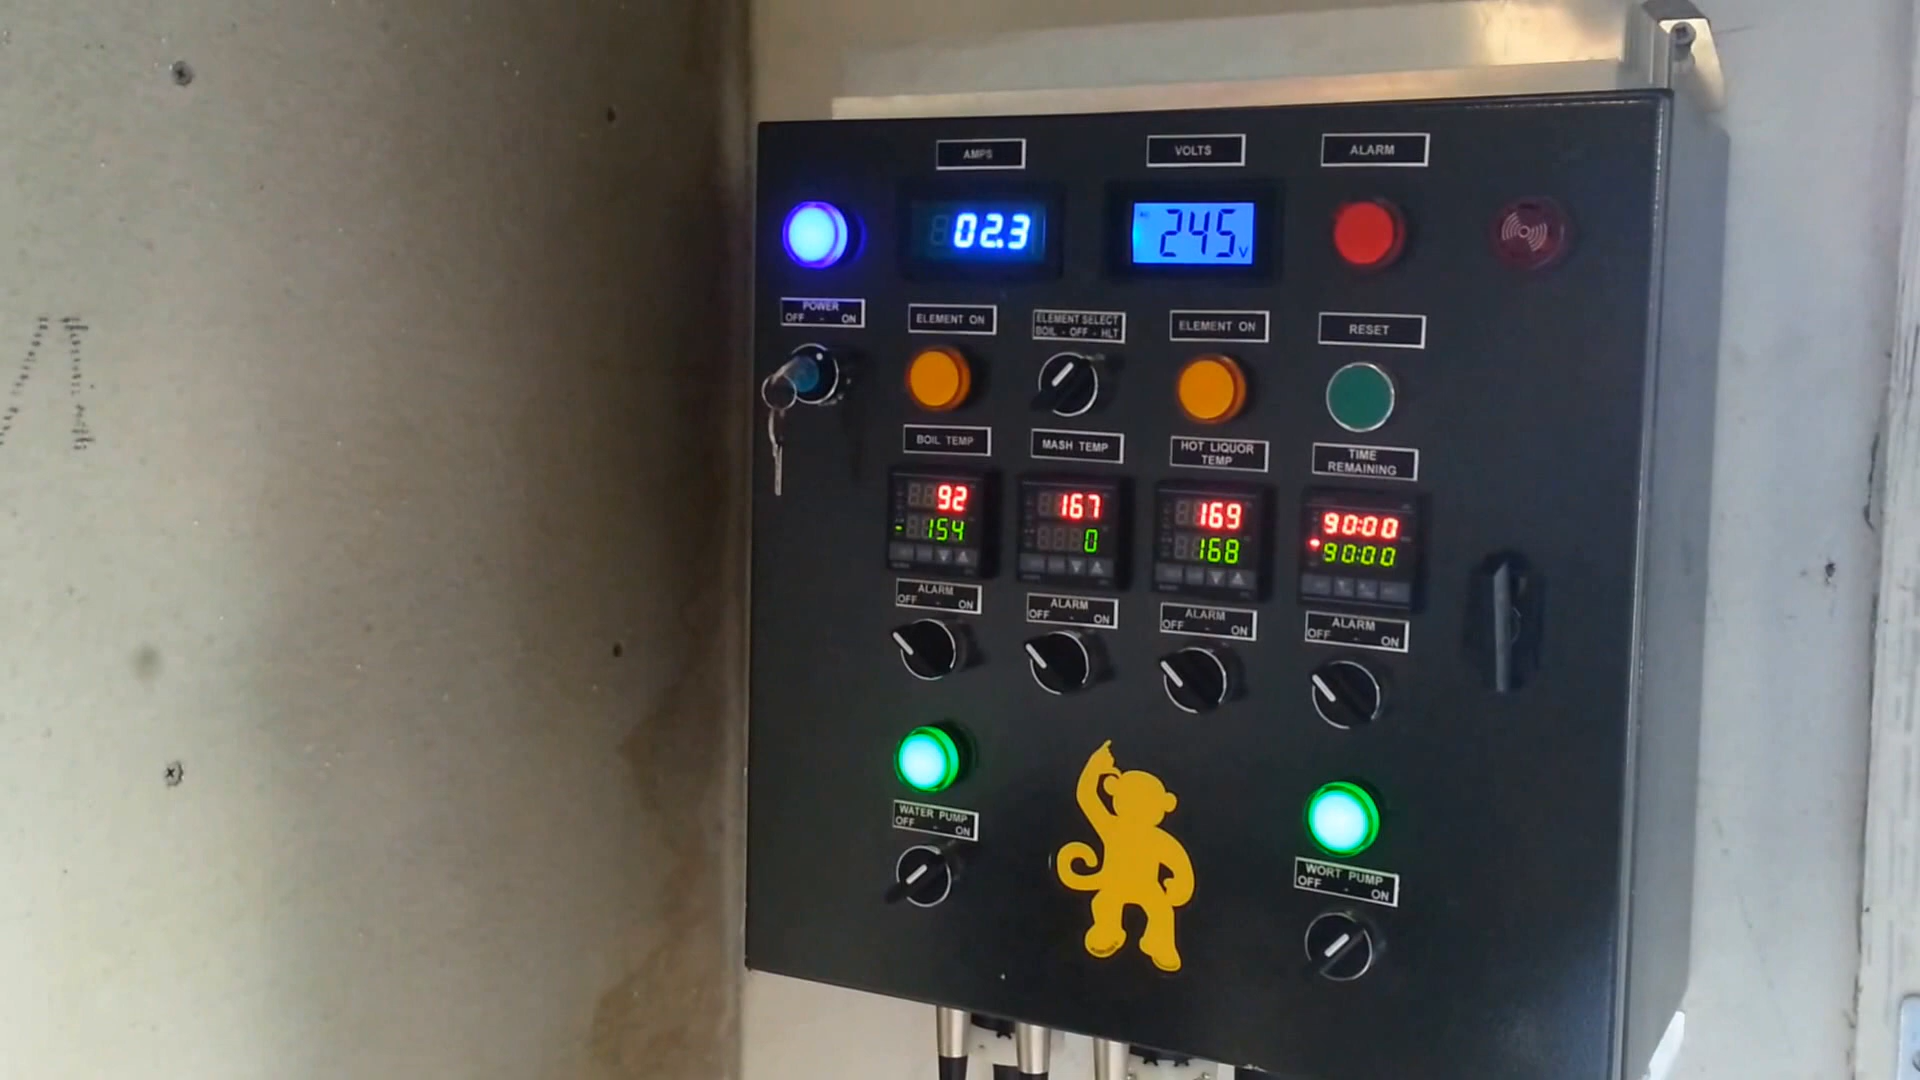 AMPS
VOLTS
ALARM
02.3
245 V
POWER
OFF - ON
ELEMENT ON
ELEMENT SELECT
BOIL - OFF - HLT
ELEMENT ON
RESET
BOIL TEMP
MASH TEMP
HOT LIQUOR
TEMP
TIME
REMAINING
92
154
167
0
169
168
90:00
90:00
ALARM
OFF - ON
ALARM
OFF - ON
ALARM
OFF - ON
ALARM
OFF - ON
WATER PUMP
OFF - ON
WORT PUMP
OFF - ON